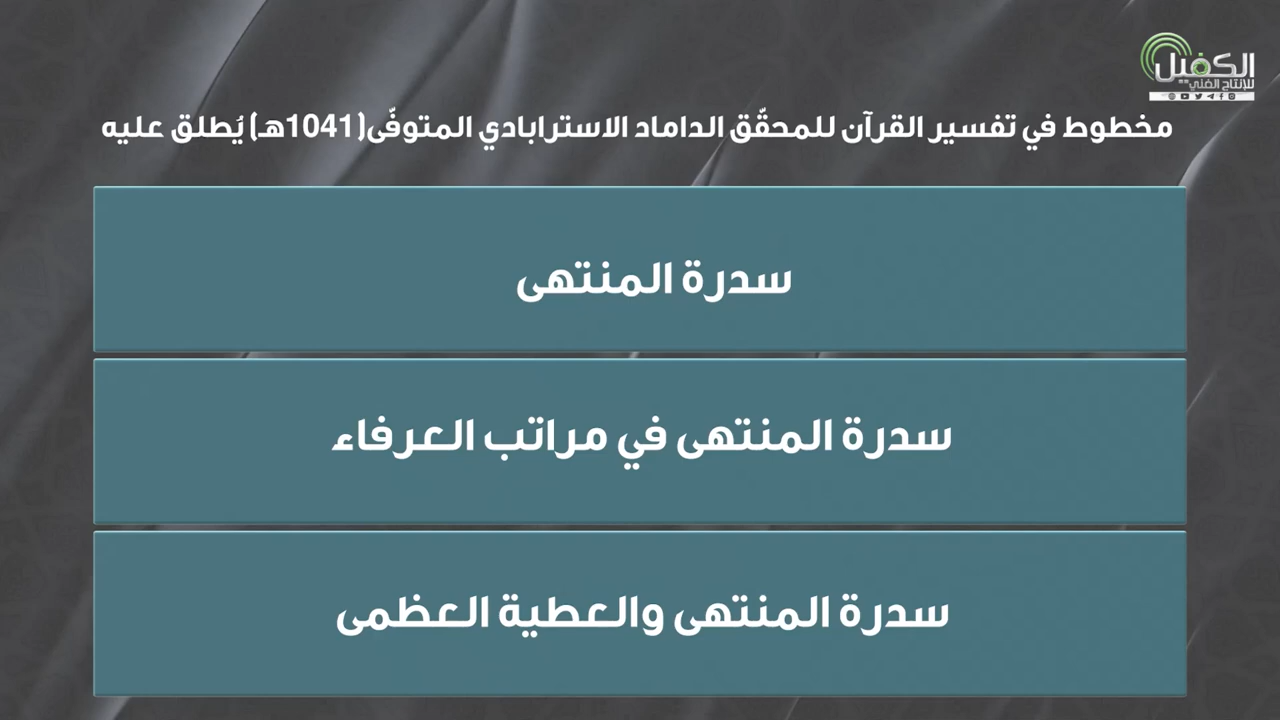 الكفيل
للإنتاج الفني
مخطوط في تفسير القرآن للمحقّق الداماد الاسترابادي المتوفّى(1041هـ) يُطلق عليه
سدرة المنتهى
سدرة المنتهى في مراتب العرفاء
سدرة المنتهى والعطية العظمى